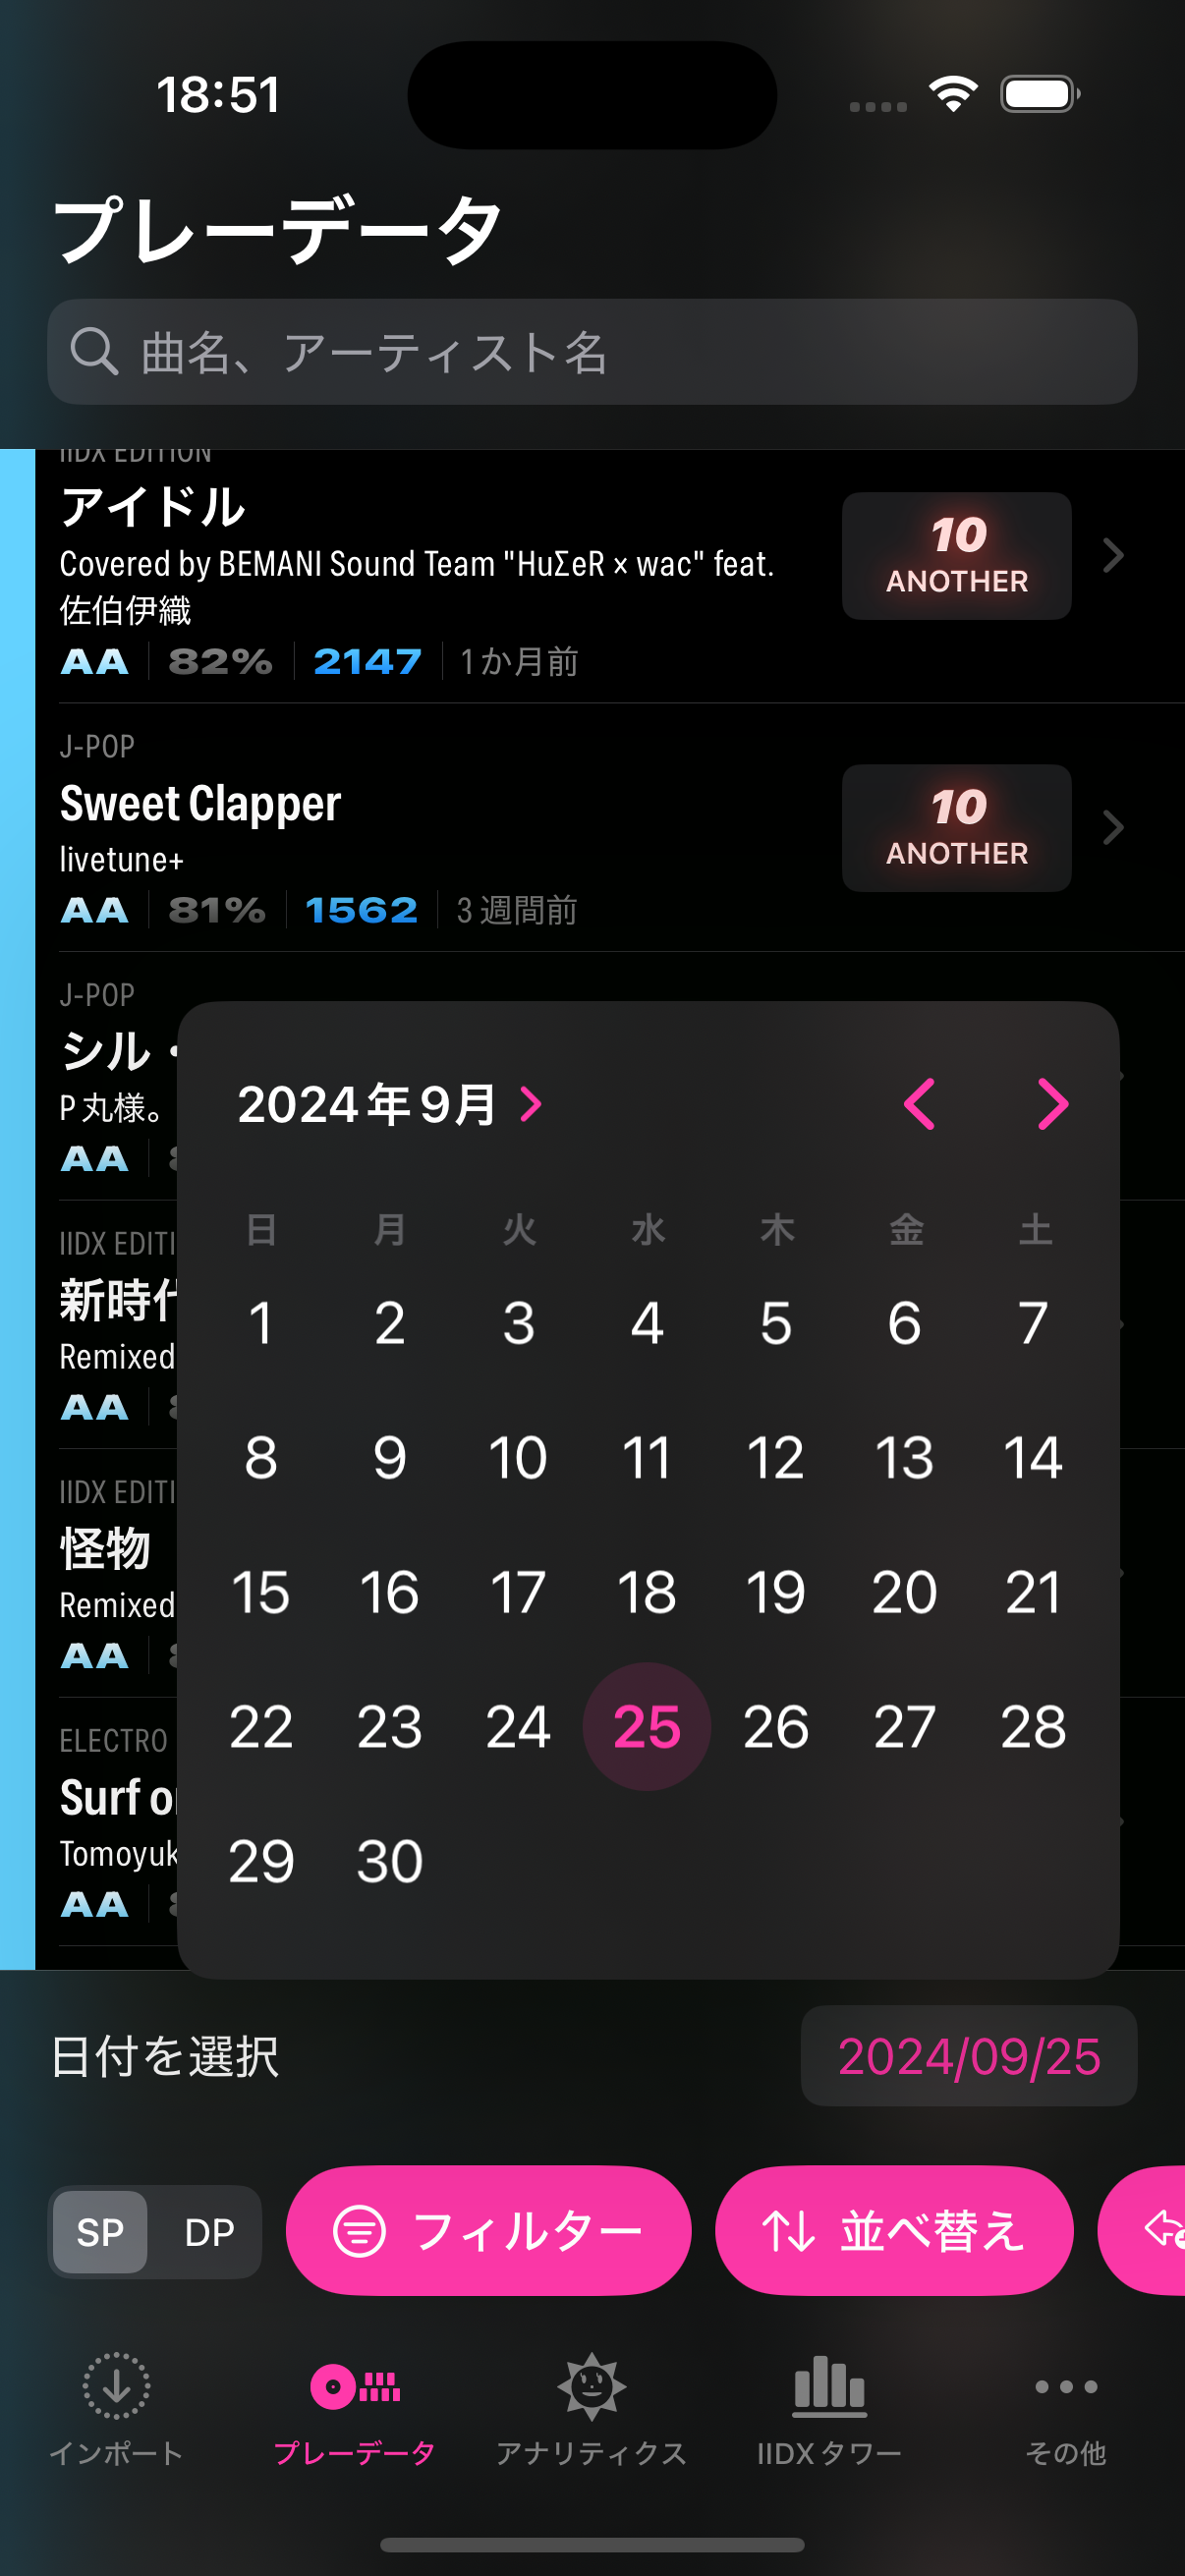 18:51
プレーデータ
曲名、アーティスト名
IIDX EDITION
アイドル
Covered by BEMANI Sound Team "HuΣeR × wac" feat.
佐伯伊織
AA 82% 2147 1か月前
10
ANOTHER
J-POP
Sweet Clapper
livetune+
AA 81% 1562 3週間前
10
ANOTHER
J-POP
シル・
P丸様。
AA
IIDX EDITI
新時代
Remixed
AA
IIDX EDITI
怪物
Remixed
AA
ELECTRO
Surf o
Tomoyuk
AA
2024年9月
日 月 火 水 木 金 土
1 2 3 4 5 6 7
8 9 10 11 12 13 14
15 16 17 18 19 20 21
22 23 24 25 26 27 28
29 30
日付を選択 2024/09/25
SP DP フィルター 並べ替え
インポート プレーデータ アナリティクス IIDXタワー その他